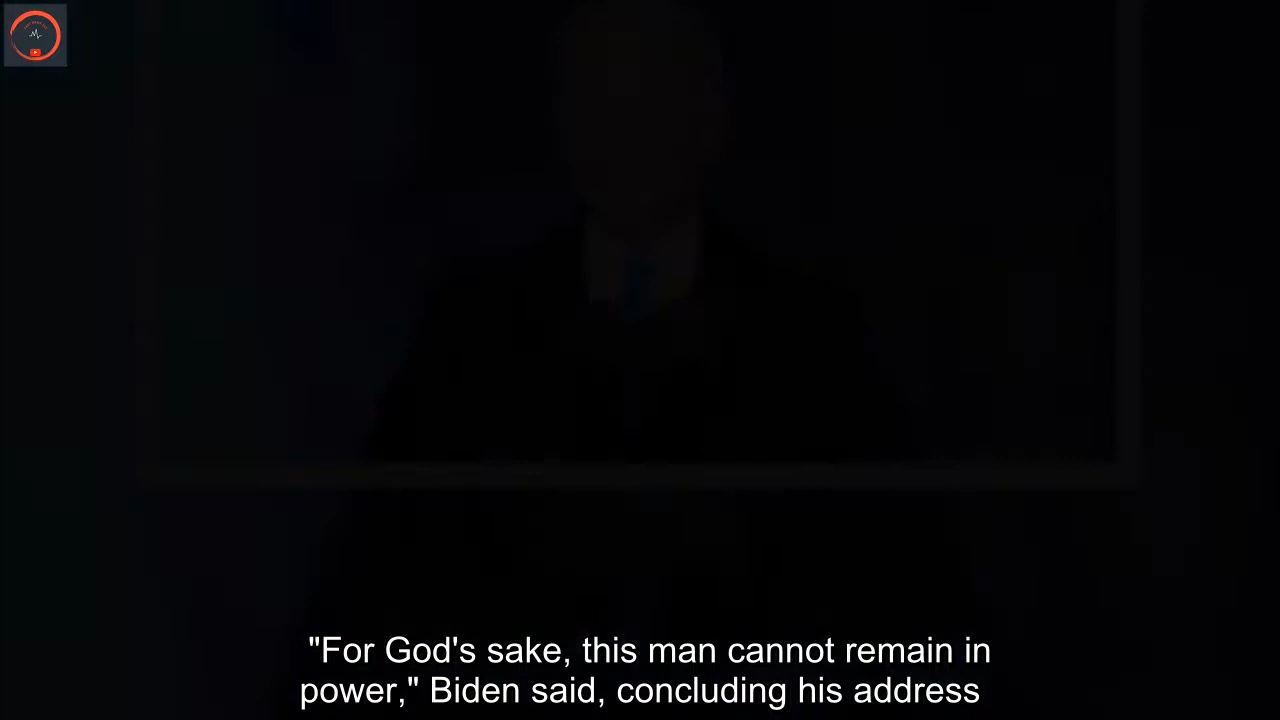 "For God's sake, this man cannot remain in
power," Biden said, concluding his address